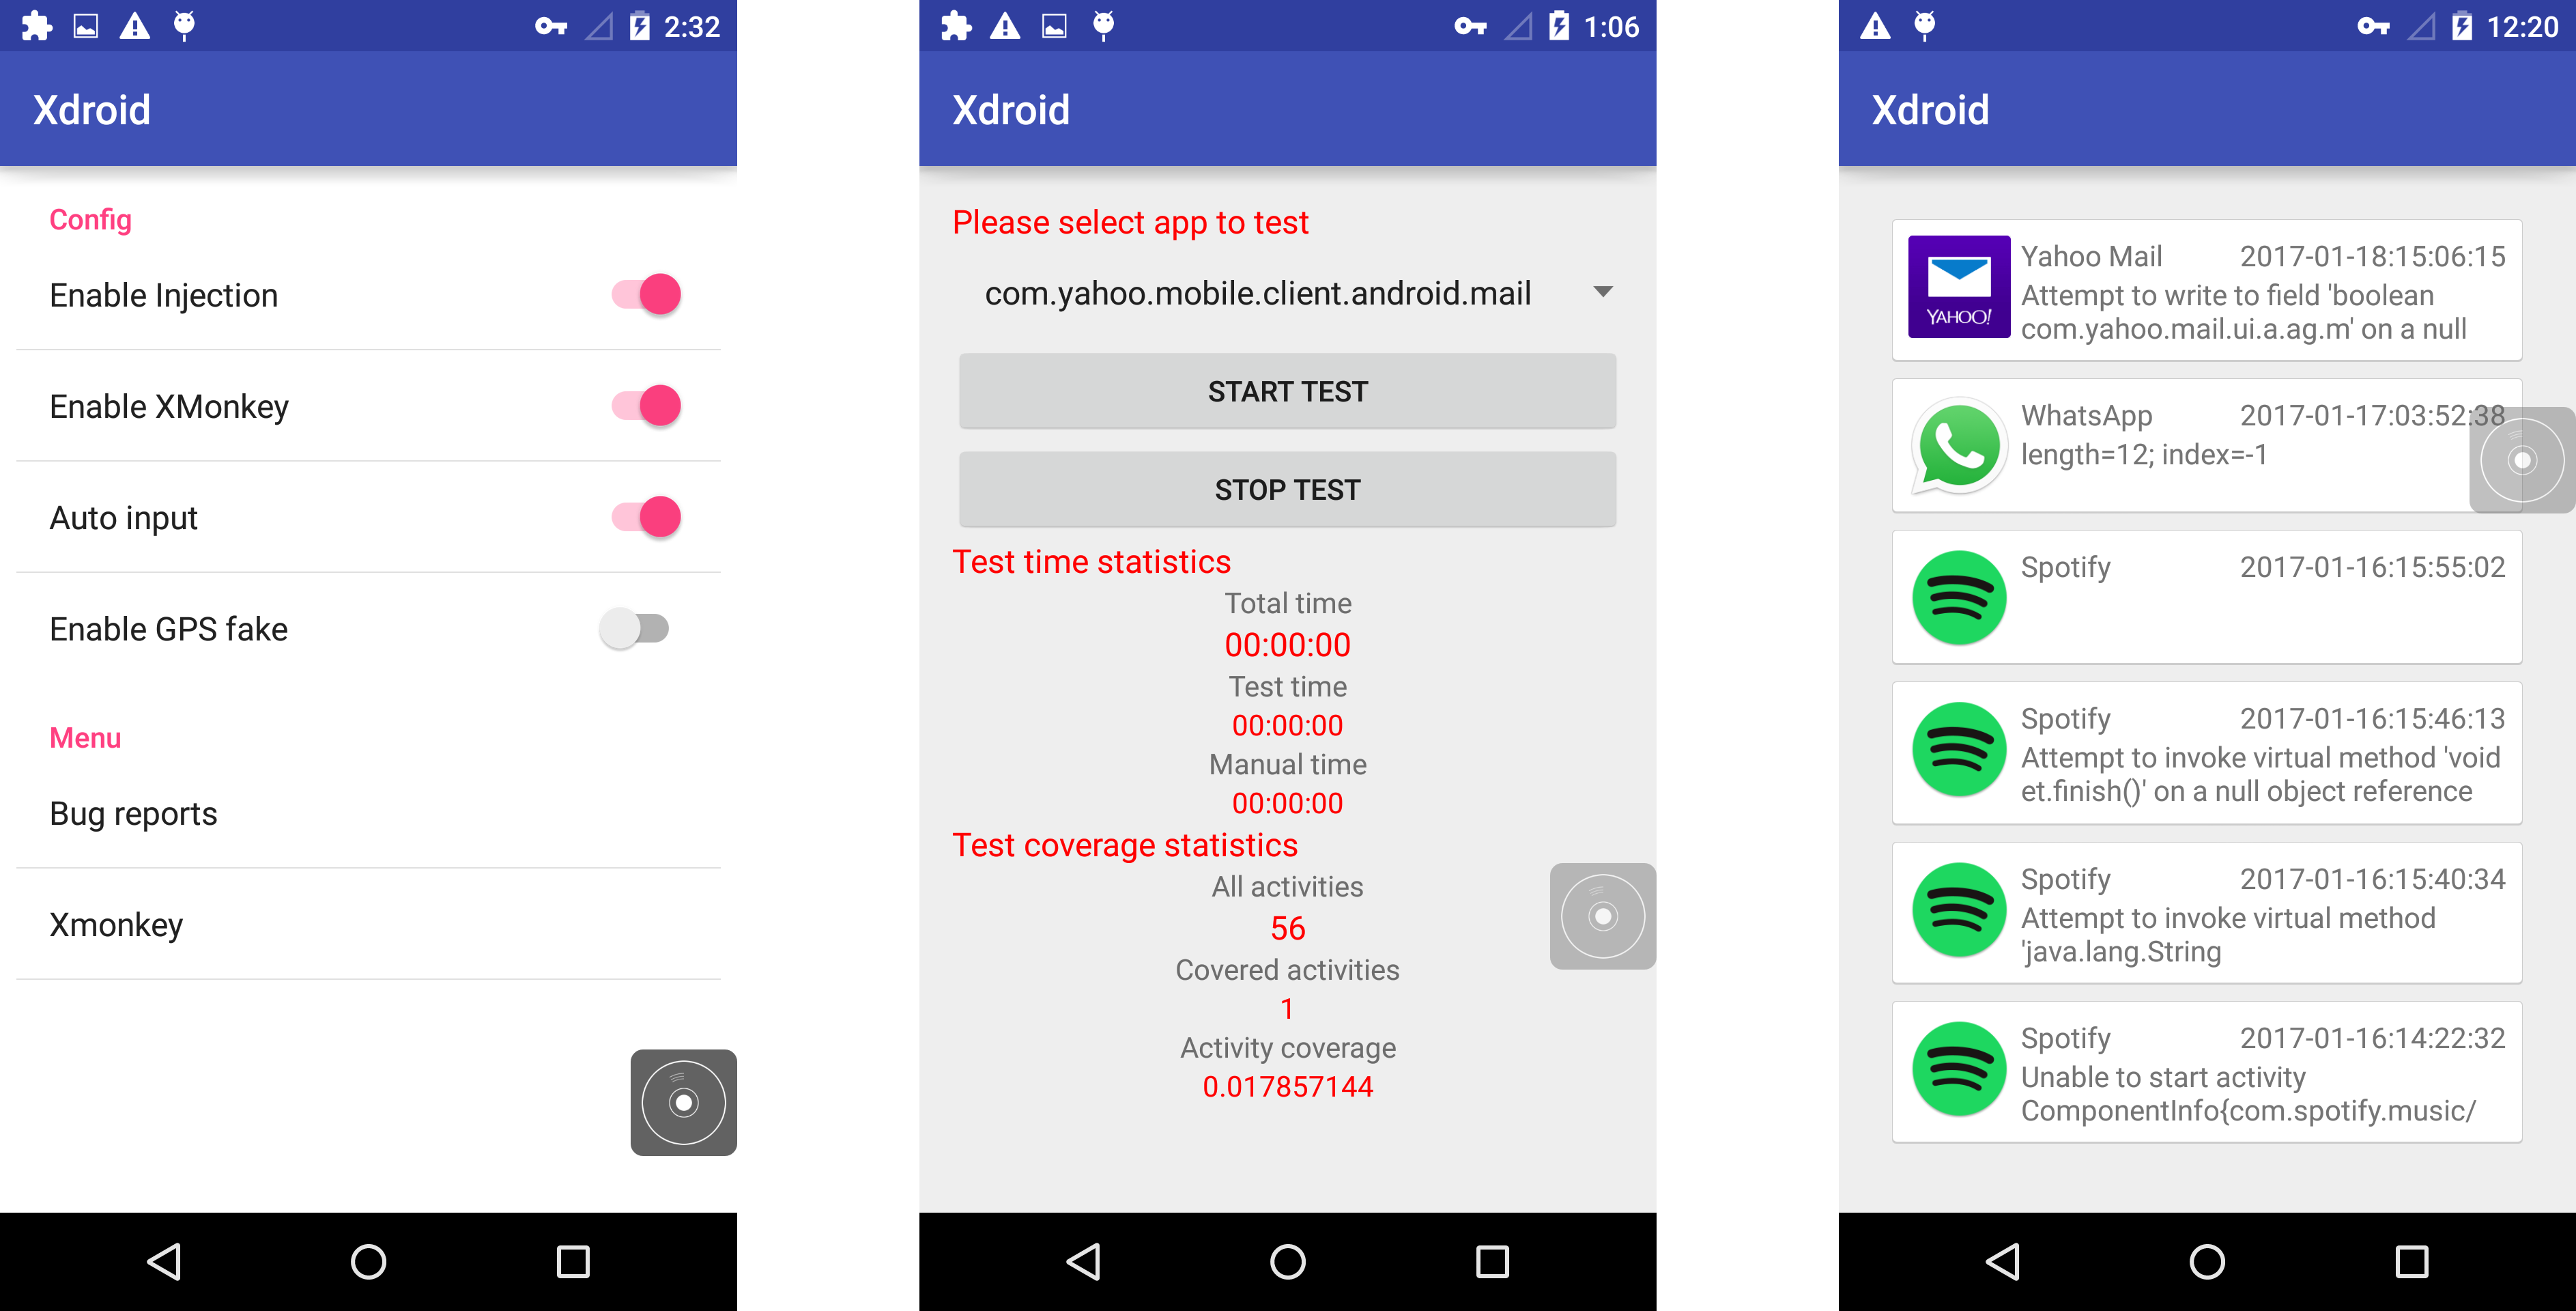 2:32
Xdroid
Config
Enable Injection
Enable XMonkey
Auto input
Enable GPS fake
Menu
Bug reports
Xmonkey
1:06
Xdroid
Please select app to test
com.yahoo.mobile.client.android.mail
START TEST
STOP TEST
Test time statistics
Total time
00:00:00
Test time
00:00:00
Manual time
00:00:00
Test coverage statistics
All activities
56
Covered activities
1
Activity coverage
0.017857144
12:20
Xdroid
YAHOO!
Yahoo Mail 2017-01-18:15:06:15
Attempt to write to field 'boolean
com.yahoo.mail.ui.a.ag.m' on a null
WhatsApp 2017-01-17:03:52:38
length=12; index=-1
Spotify 2017-01-16:15:55:02
Spotify 2017-01-16:15:46:13
Attempt to invoke virtual method 'void
et.finish()' on a null object reference
Spotify 2017-01-16:15:40:34
Attempt to invoke virtual method
'java.lang.String
Spotify 2017-01-16:14:22:32
Unable to start activity
ComponentInfo{com.spotify.music/